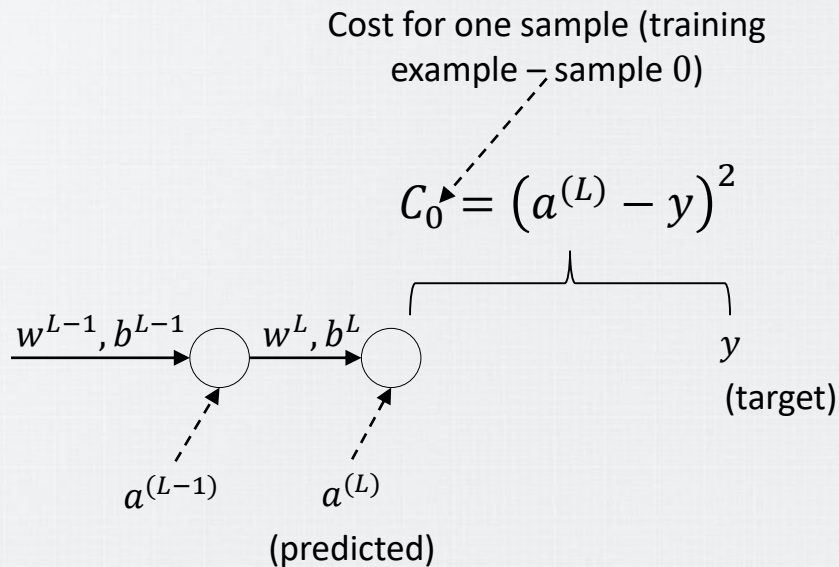 Cost for one sample (training
example – sample 0)
C₀ = (a⁽ᴸ⁾ − y)²
wᴸ⁻¹, bᴸ⁻¹
wᴸ, bᴸ
y
(target)
a⁽ᴸ⁻¹⁾
a⁽ᴸ⁾
(predicted)